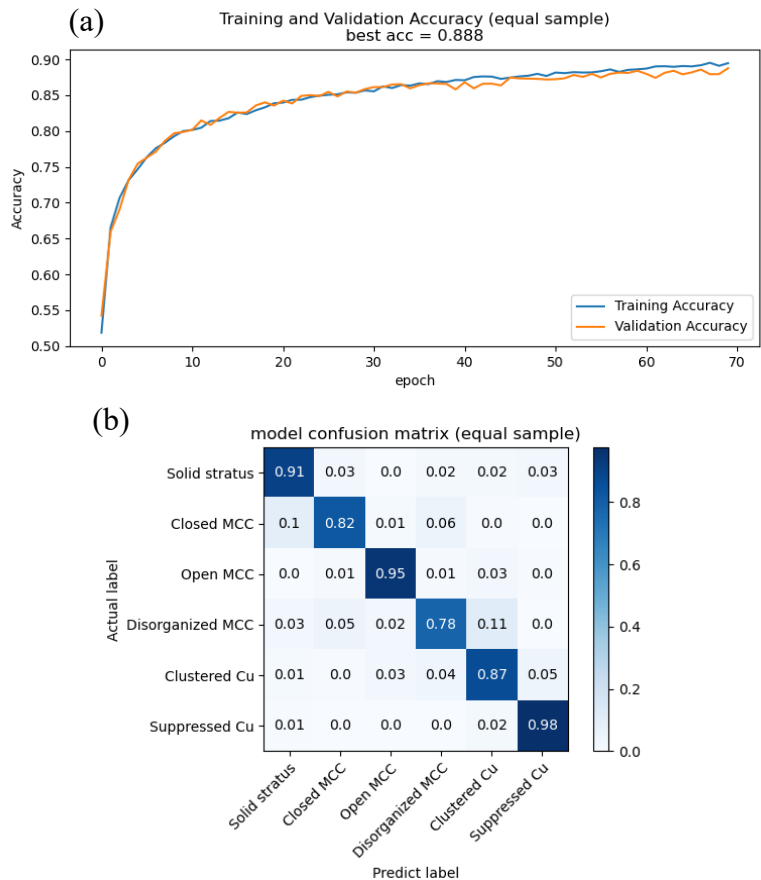 (a)
Training and Validation Accuracy (equal sample)
best acc = 0.888
Accuracy
0.90
0.85
0.80
0.75
0.70
0.65
0.60
0.55
0.50
Training Accuracy
Validation Accuracy
0 10 20 30 40 50 60 70
epoch
(b)
model confusion matrix (equal sample)
Actual label
Solid stratus 0.91 0.03 0.0 0.02 0.02 0.03
Closed MCC 0.1 0.82 0.01 0.06 0.0 0.0
Open MCC 0.0 0.01 0.95 0.01 0.03 0.0
Disorganized MCC 0.03 0.05 0.02 0.78 0.11 0.0
Clustered Cu 0.01 0.0 0.03 0.04 0.87 0.05
Suppressed Cu 0.01 0.0 0.0 0.0 0.02 0.98
0.8
0.6
0.4
0.2
0.0
Solid stratus
Closed MCC
Open MCC
Disorganized MCC
Clustered Cu
Suppressed Cu
Predict label